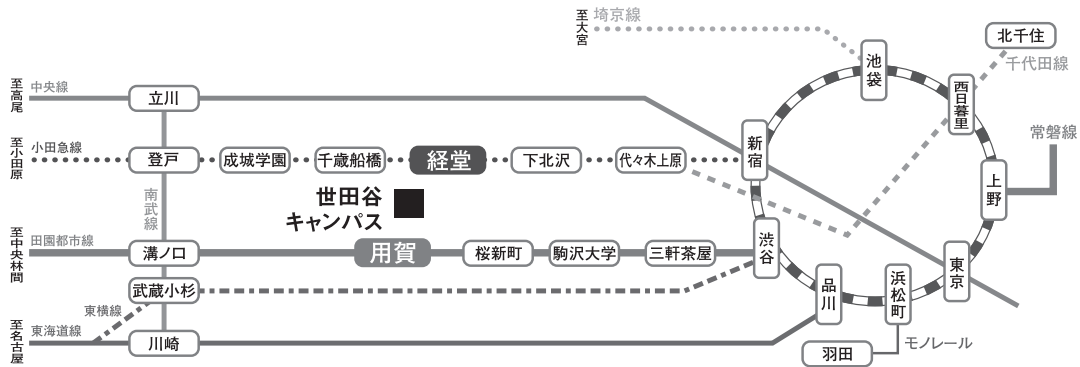 至大宮
埼京線
池袋
北千住
千代田線
西日暮里
至高尾
中央線
立川
新宿
常磐線
至小田原
小田急線
登戸
成城学園
千歳船橋
経堂
下北沢
代々木上原
上野
南武線
世田谷
キャンパス
至中央林間
田園都市線
溝ノ口
用賀
桜新町
駒沢大学
三軒茶屋
渋谷
東京
武蔵小杉
品川
浜松町
東横線
至名古屋
東海道線
川崎
羽田
モノレール